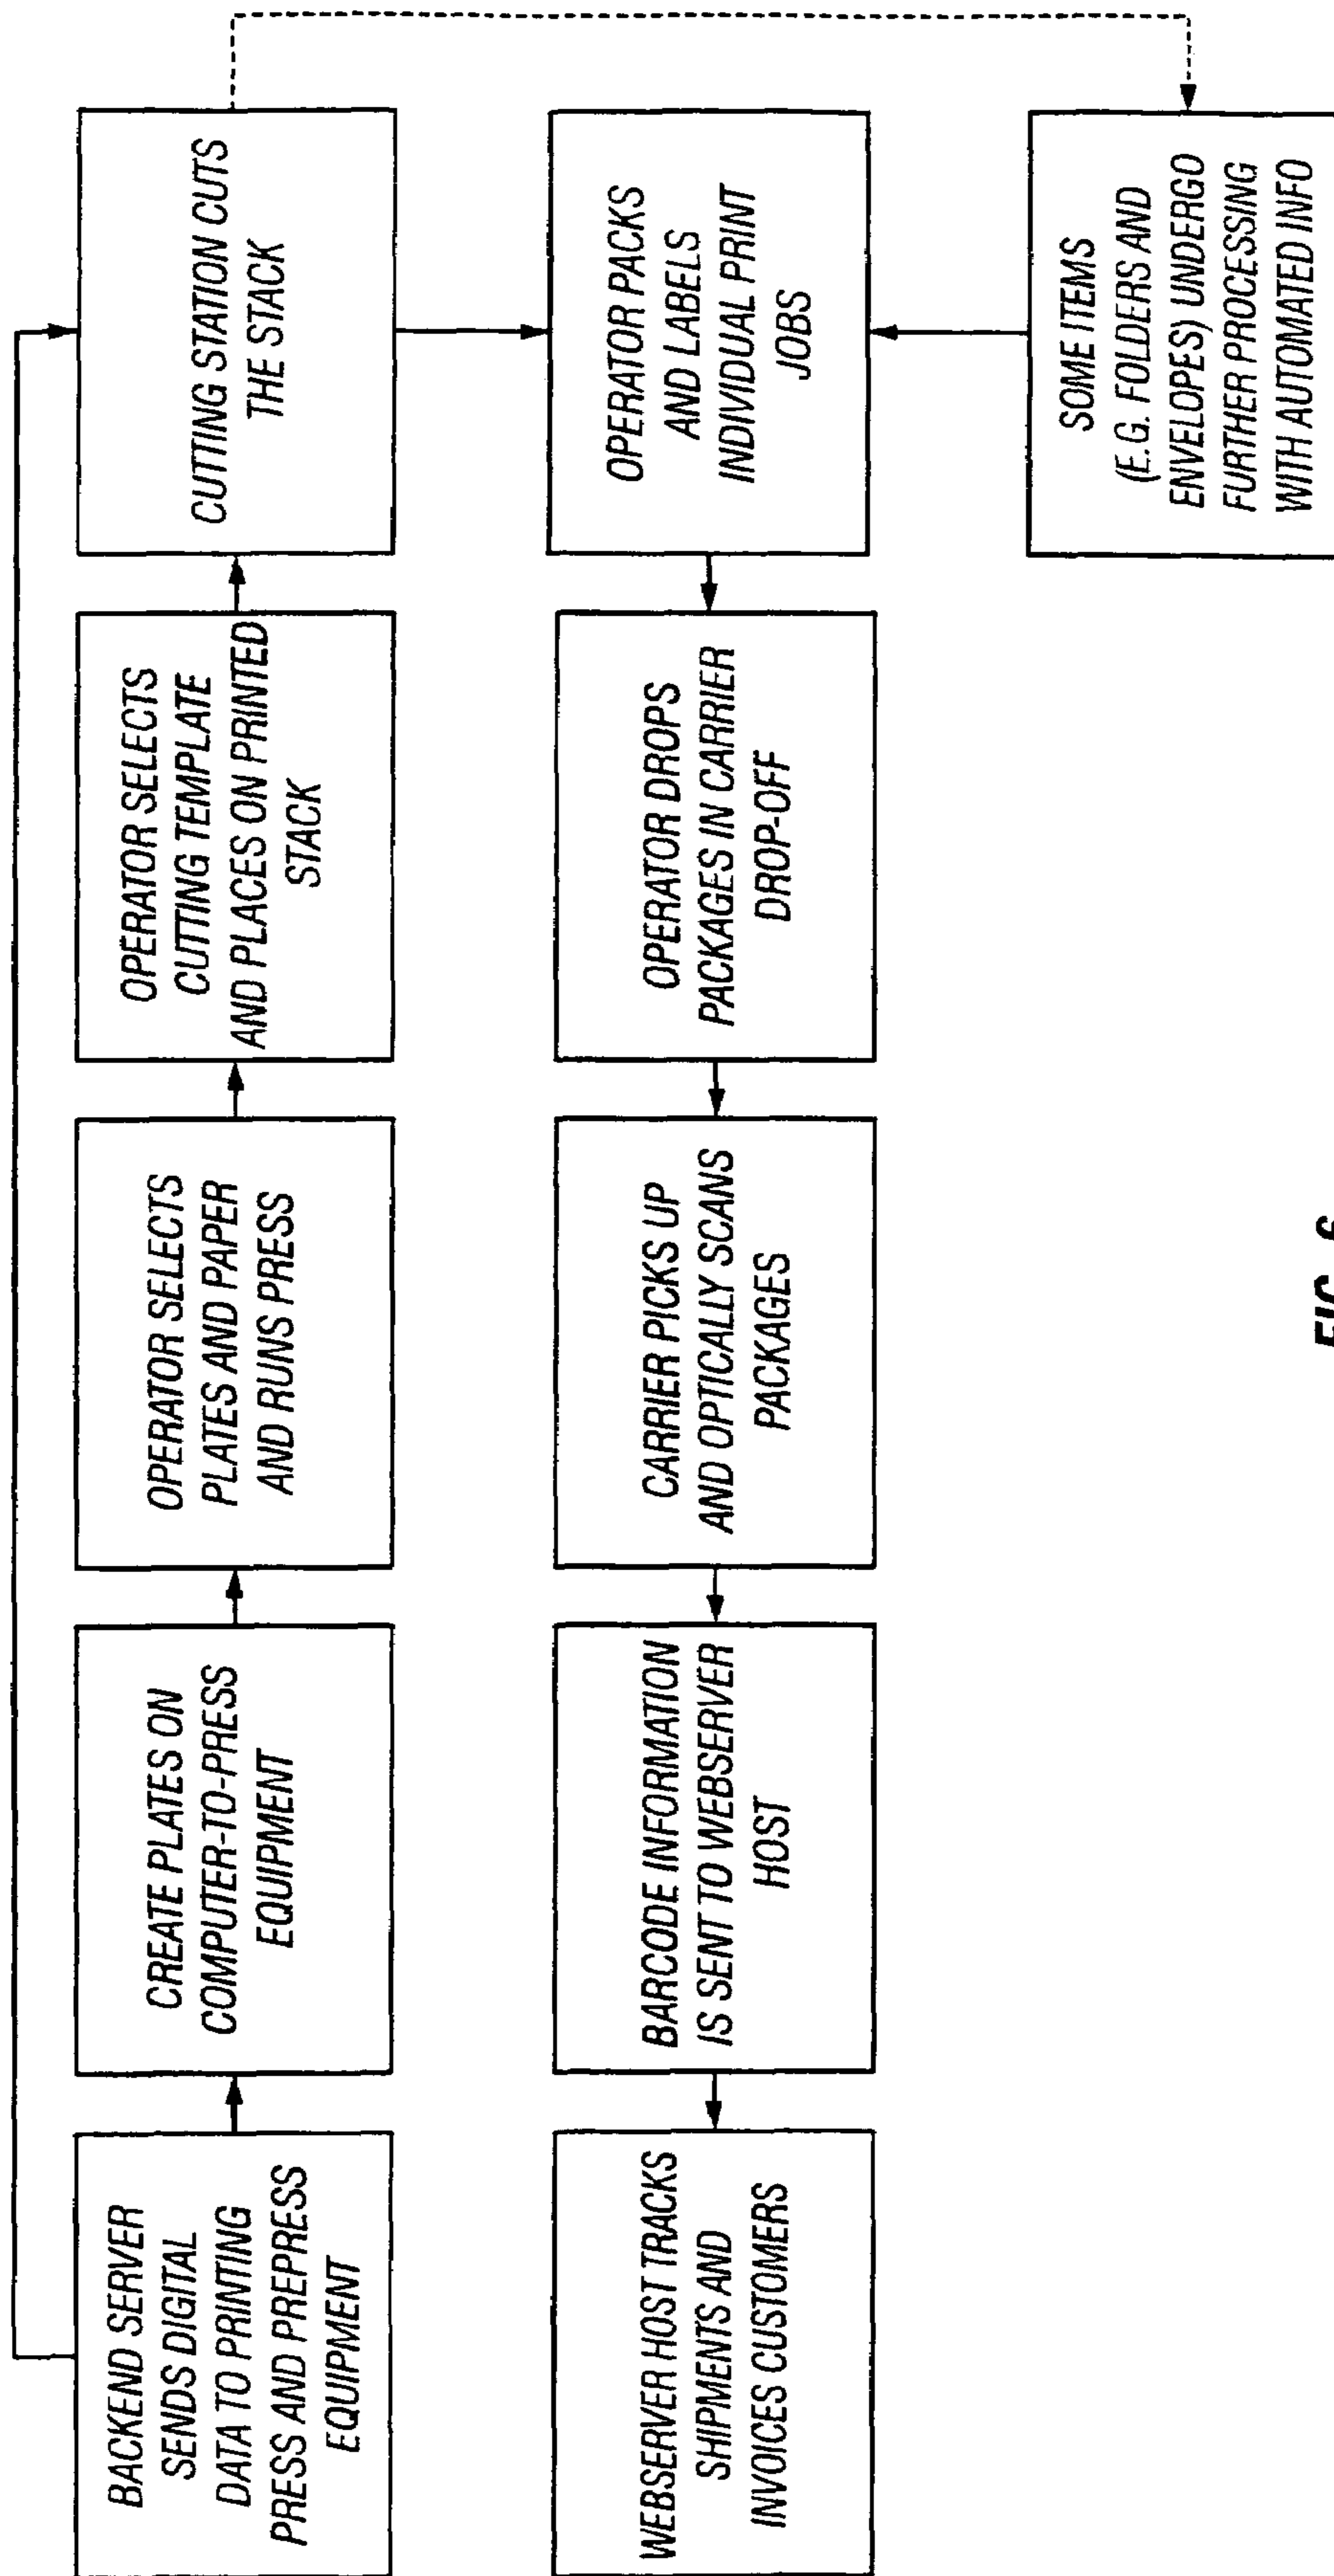 BACKEND SERVER
SENDS DIGITAL
DATA TO PRINTING
PRESS AND PREPRESS
EQUIPMENT
CREATE PLATES ON
COMPUTER-TO-PRESS
EQUIPMENT
OPERATOR SELECTS
PLATES AND PAPER
AND RUNS PRESS
OPERATOR SELECTS
CUTTING TEMPLATE
AND PLACES ON PRINTED
STACK
CUTTING STATION CUTS
THE STACK
WEBSERVER HOST TRACKS
SHIPMENTS AND
INVOICES CUSTOMERS
BARCODE INFORMATION
IS SENT TO WEBSERVER
HOST
CARRIER PICKS UP
AND OPTICALLY SCANS
PACKAGES
OPERATOR DROPS
PACKAGES IN CARRIER
DROP-OFF
OPERATOR PACKS
AND LABELS
INDIVIDUAL PRINT
JOBS
SOME ITEMS
(E.G. FOLDERS AND
ENVELOPES) UNDERGO
FURTHER PROCESSING
WITH AUTOMATED INFO
FIG. 6